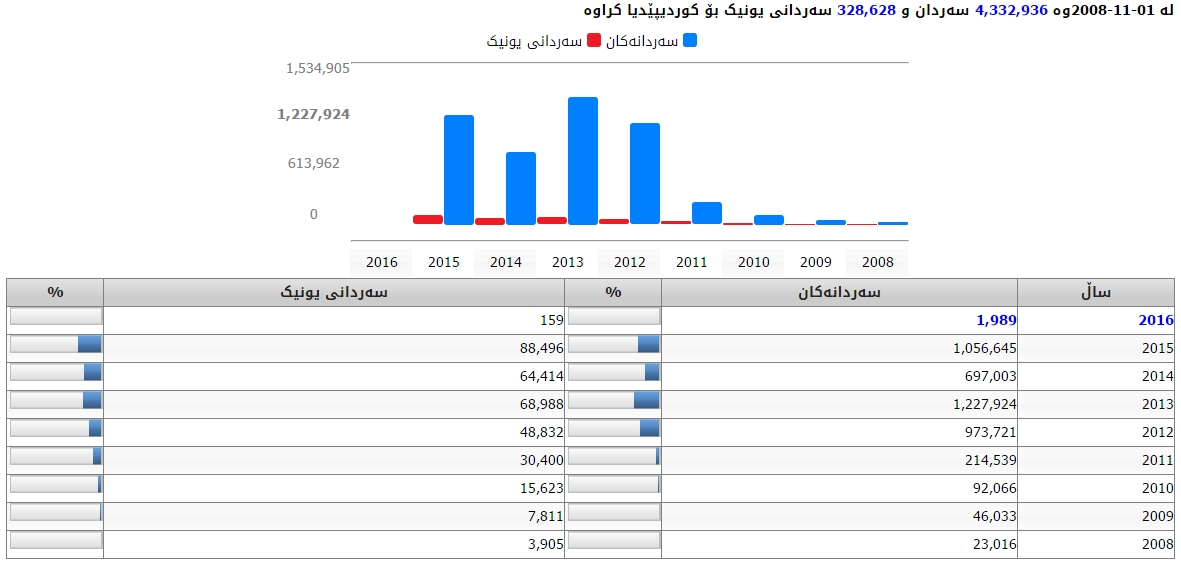 لە 01-11-2008وە 4,332,936 سەردان و 328,628 سەردانی یونیک بۆ کوردیپێدیا کراوە
سەردانەکان سەردانی یونیک
1,534,905
1,227,924
613,962
0
2016 2015 2014 2013 2012 2011 2010 2009 2008
ساڵ سەردانەکان % سەردانی یونیک %
2016 1,989 159
2015 1,056,645 88,496
2014 697,003 64,414
2013 1,227,924 68,988
2012 973,721 48,832
2011 214,539 30,400
2010 92,066 15,623
2009 46,033 7,811
2008 23,016 3,905